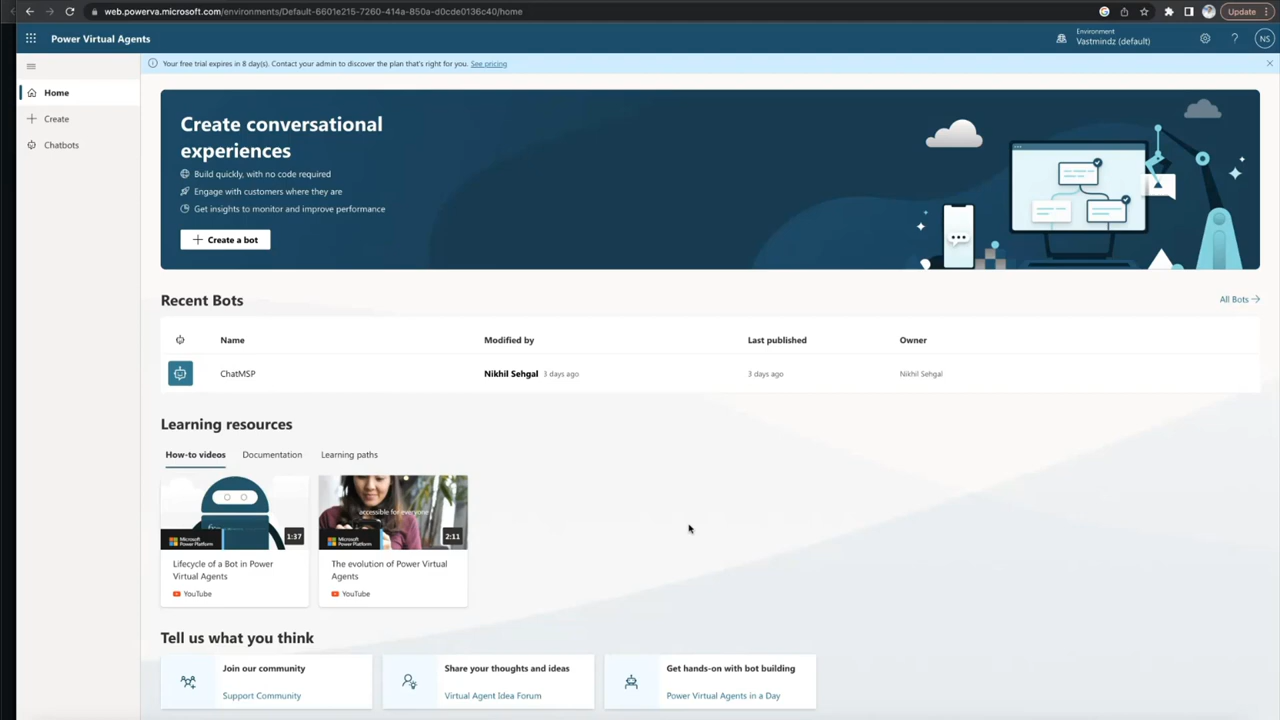 web.powerva.microsoft.com/environments/Default-6601e215-7260-414a-850a-d0cde0136c40/home
Update
Power Virtual Agents
Environment
Vastmindz (default)
NS
Your free trial expires in 8 day(s). Contact your admin to discover the plan that's right for you. See pricing
Home
Create
Chatbots
Create conversational
experiences
Build quickly, with no code required
Engage with customers where they are
Get insights to monitor and improve performance
Create a bot
Recent Bots
All Bots
Name Modified by Last published Owner
ChatMSP Nikhil Sehgal 3 days ago 3 days ago Nikhil Sehgal
Learning resources
How-to videos Documentation Learning paths
Microsoft
Power Platform
1:37
accessible for everyone
Microsoft
Power Platform
2:11
Lifecycle of a Bot in Power
Virtual Agents
YouTube
The evolution of Power Virtual
Agents
YouTube
Tell us what you think
Join our community
Support Community
Share your thoughts and ideas
Virtual Agent Idea Forum
Get hands-on with bot building
Power Virtual Agents in a Day